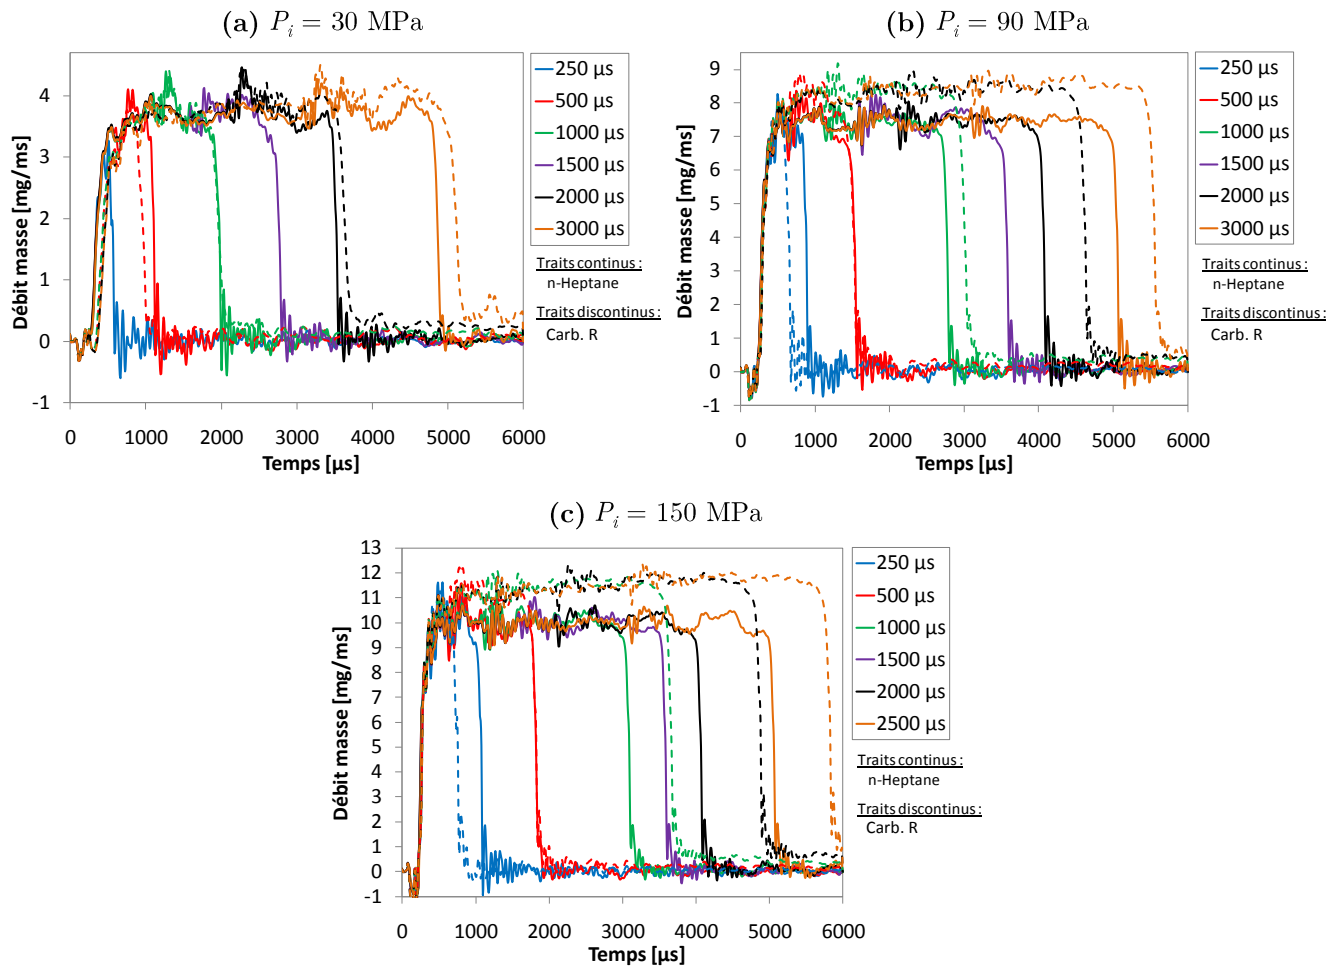 (a) P_i = 30 MPa
Débit masse [mg/ms]
4
3
2
1
0
-1
0 1000 2000 3000 4000 5000 6000
Temps [µs]
250 µs
500 µs
1000 µs
1500 µs
2000 µs
3000 µs
Traits continus :
n-Heptane
Traits discontinus :
Carb. R
(b) P_i = 90 MPa
Débit masse [mg/ms]
9
8
7
6
5
4
3
2
1
0
-1
0 1000 2000 3000 4000 5000 6000
Temps [µs]
250 µs
500 µs
1000 µs
1500 µs
2000 µs
3000 µs
Traits continus :
n-Heptane
Traits discontinus :
Carb. R
(c) P_i = 150 MPa
Débit masse [mg/ms]
13
12
11
10
9
8
7
6
5
4
3
2
1
0
-1
0 1000 2000 3000 4000 5000 6000
Temps [µs]
250 µs
500 µs
1000 µs
1500 µs
2000 µs
2500 µs
Traits continus :
n-Heptane
Traits discontinus :
Carb. R